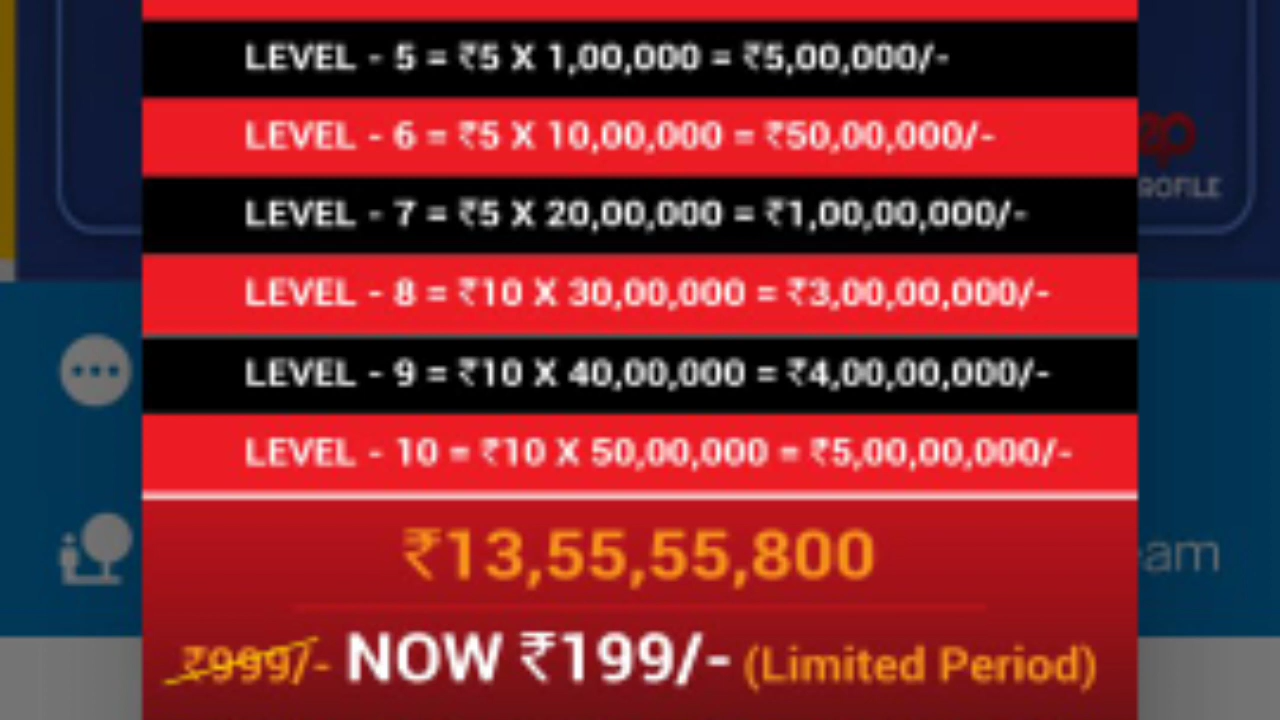 LEVEL - 5 = ₹5 X 1,00,000 = ₹5,00,000/-
LEVEL - 6 = ₹5 X 10,00,000 = ₹50,00,000/-
LEVEL - 7 = ₹5 X 20,00,000 = ₹1,00,00,000/-
LEVEL - 8 = ₹10 X 30,00,000 = ₹3,00,00,000/-
LEVEL - 9 = ₹10 X 40,00,000 = ₹4,00,00,000/-
LEVEL - 10 = ₹10 X 50,00,000 = ₹5,00,00,000/-
₹13,55,55,800
₹999/- NOW ₹199/- (Limited Period)